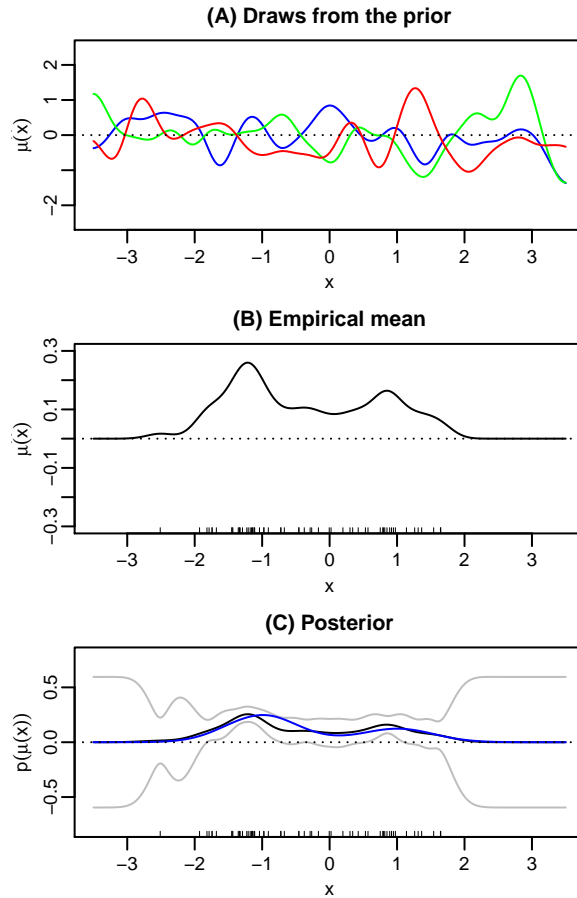 (A) Draws from the prior
μ(x)
2
1
0
−2
−3 −2 −1 0 1 2 3
x
(B) Empirical mean
μ̂(x)
0.3
0.1
−0.1
−0.3
−3 −2 −1 0 1 2 3
x
(C) Posterior
p(μ(x))
0.5
0.0
−0.5
−3 −2 −1 0 1 2 3
x